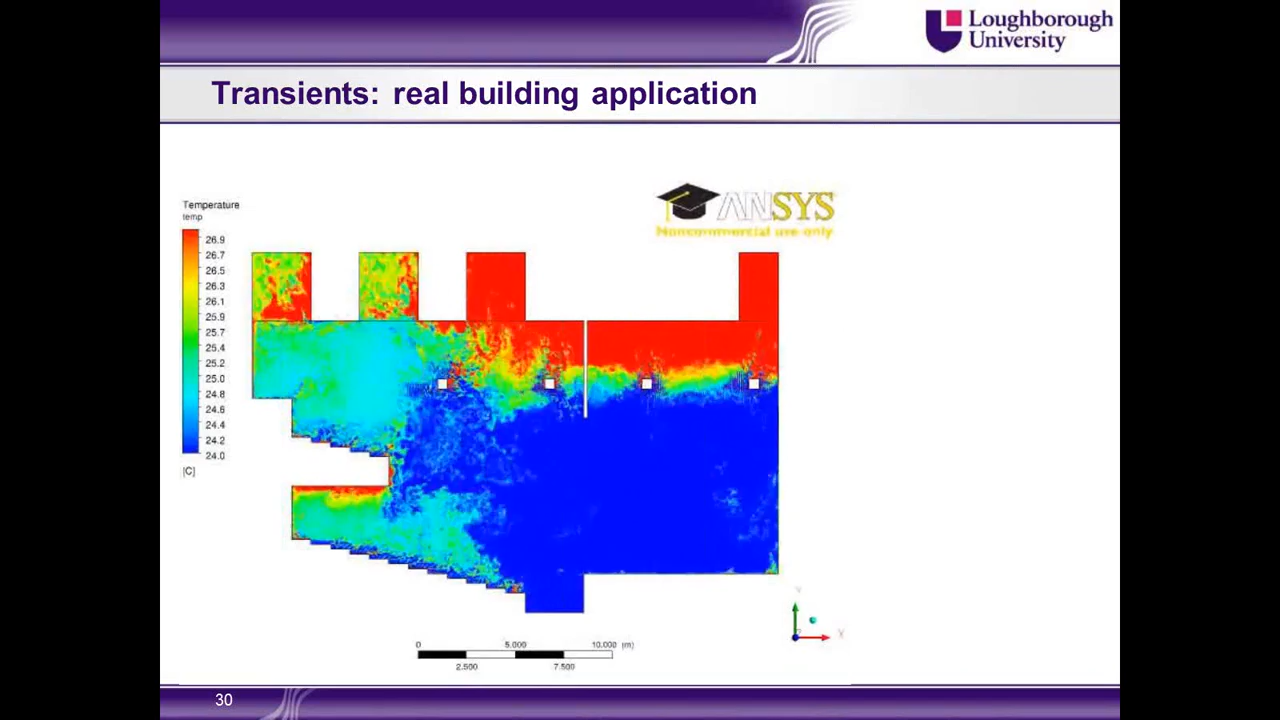 Loughborough
University
Transients: real building application
ANSYS
Noncommercial use only
Temperature
temp
26.9
26.7
26.5
26.3
26.1
25.9
25.7
25.4
25.2
25.0
24.8
24.6
24.4
24.2
24.0
[C]
Y
X
0 5.000 10.000 (m)
2.500 7.500
30